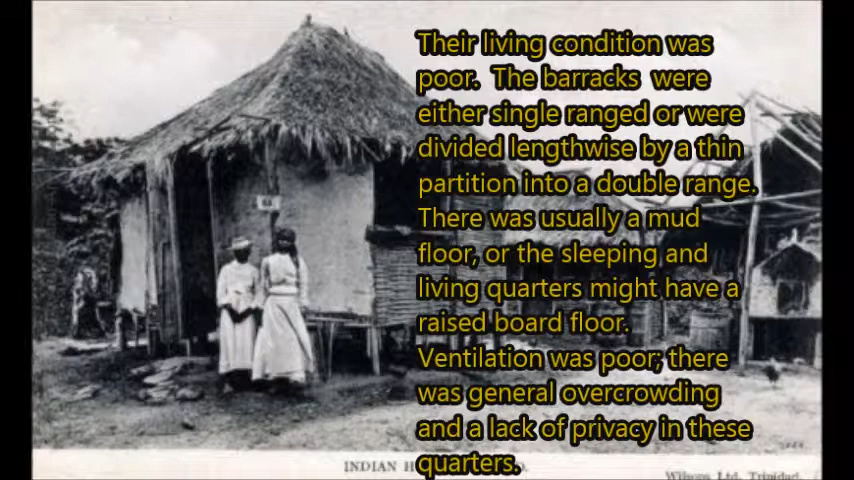 Their living condition was
poor. The barracks were
either single ranged or were
divided lengthwise by a thin
partition into a double range.
There was usually a mud
floor, or the sleeping and
living quarters might have a
raised board floor.
Ventilation was poor; there
was general overcrowding
and a lack of privacy in these
quarters.
INDIAN
Wilsons Ltd, Trinidad.